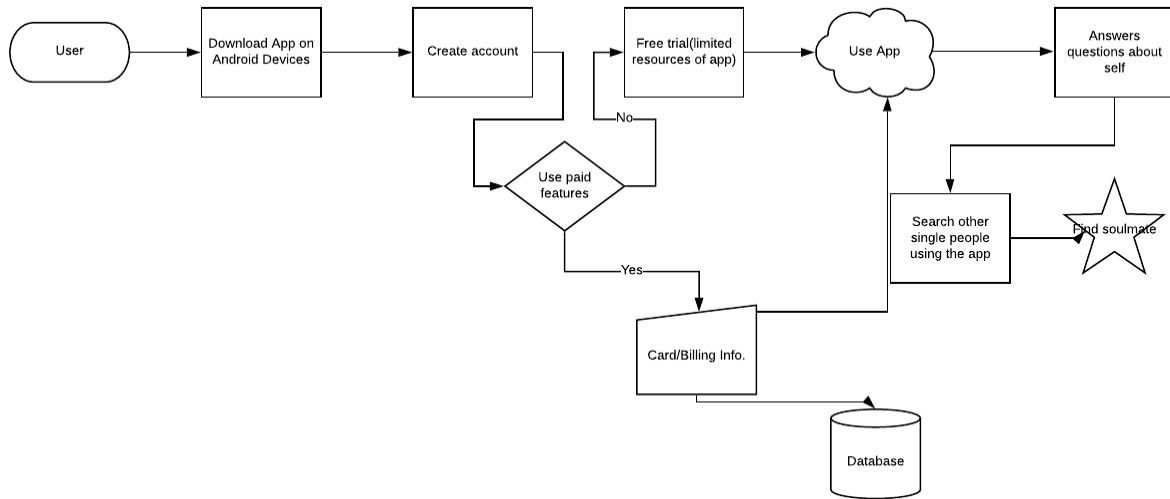 User
Download App on
Android Devices
Create account
Free trial(limited
resources of app)
Use App
Answers
questions about
self
No
Use paid
features
Search other
single people
using the app
Find soulmate
Yes
Card/Billing Info.
Database